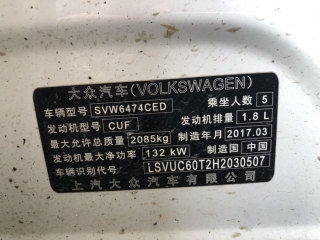 大众汽车(VOLKSWAGEN)
车辆型号 SVW6474CED 乘坐人数 5
发动机型号 CUF 发动机排量 1.8 L
最大允许总质量 2085kg 制造年月 2017.03
发动机最大净功率 132 kW 制造国 中国
车辆识别代号 LSVUC60T2H2030507
上汽大众汽车有限公司